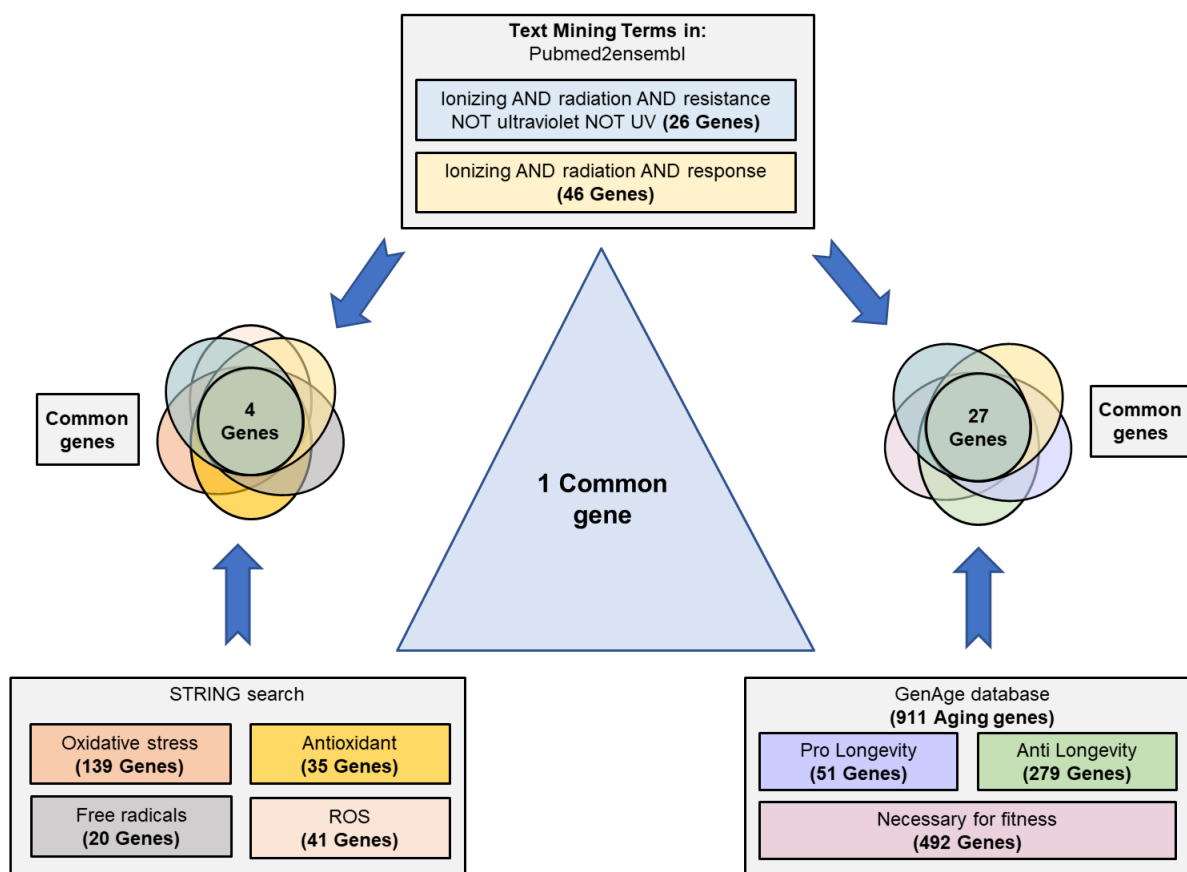 Text Mining Terms in:
Pubmed2ensembl
Ionizing AND radiation AND resistance
NOT ultraviolet NOT UV (26 Genes)
Ionizing AND radiation AND response
(46 Genes)
Common
genes
4
Genes
27
Genes
Common
genes
1 Common
gene
STRING search
Oxidative stress
(139 Genes)
Antioxidant
(35 Genes)
Free radicals
(20 Genes)
ROS
(41 Genes)
GenAge database
(911 Aging genes)
Pro Longevity
(51 Genes)
Anti Longevity
(279 Genes)
Necessary for fitness
(492 Genes)